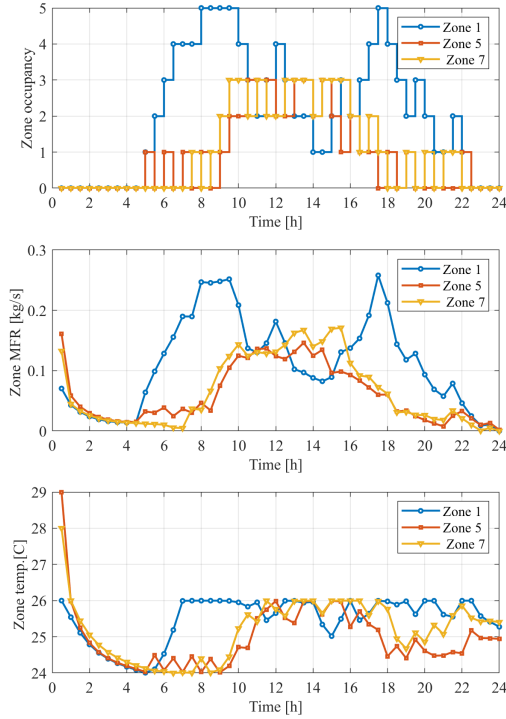 5
4
3
2
1
0
Zone occupancy
Zone 1
Zone 5
Zone 7
0 2 4 6 8 10 12 14 16 18 20 22 24
Time [h]
0.3
0.2
0.1
0
Zone MFR [kg/s]
Zone 1
Zone 5
Zone 7
0 2 4 6 8 10 12 14 16 18 20 22 24
Time [h]
29
28
27
26
25
24
Zone temp.[C]
Zone 1
Zone 5
Zone 7
0 2 4 6 8 10 12 14 16 18 20 22 24
Time [h]